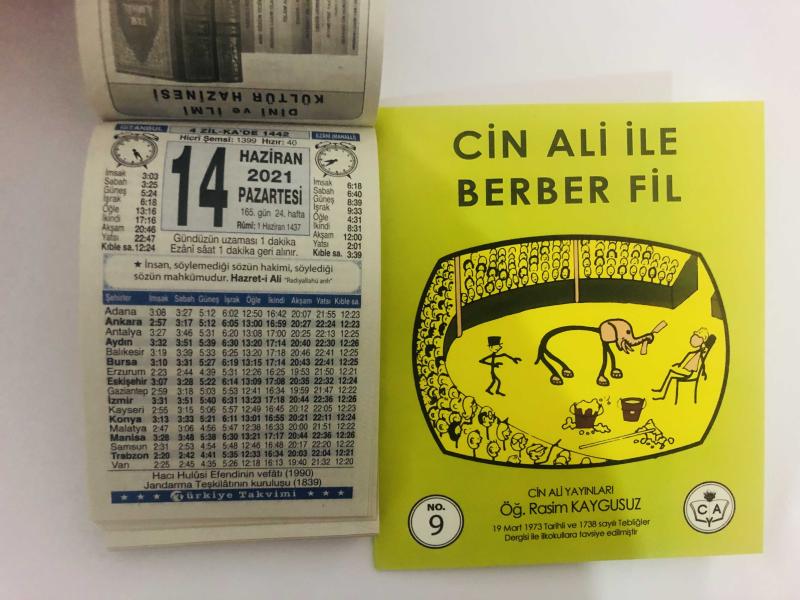 DİNİ ve İLMİ
KÜLTÜR HAZİNESİ
İSTANBUL
4 ZİL-KA'DE 1442
EZÂNÎ (MAHALLÎ)
Hicri Şemsi: 1399 Hızır: 40
14
HAZİRAN
2021
PAZARTESİ
165. gün 24. hafta
Rûmî: 1 Haziran 1437
İmsak 3:03
Sabah 3:25
Güneş 5:24
İşrak 6:18
Öğle 13:16
İkindi 17:16
Akşam 20:46
Yatsı 22:47
Kıble sa. 12:24
İmsak 6:18
Sabah 6:40
Güneş 8:39
İşrak 9:33
Öğle 4:31
İkindi 8:31
Akşam 12:00
Yatsı 2:01
Kıble sa. 3:39
Gündüzün uzaması 1 dakika
Ezânî sâat 1 dakika geri alınır.
★ İnsan, söylemediği sözün hakimi, söylediği
sözün mahkûmudur. Hazret-i Ali "Radıyallahü anh"
Şehirler İmsak Sabah Güneş İşrak Öğle İkindi Akşam Yatsı Kıble sa
Adana 3:08 3:27 5:12 6:02 12:50 16:42 20:07 21:55 12:23
Ankara 2:57 3:17 5:12 6:05 13:00 16:59 20:27 22:24 12:23
Antalya 3:27 3:46 5:31 6:20 13:08 17:00 20:25 22:13 12:25
Aydın 3:32 3:51 5:39 6:30 13:20 17:14 20:40 22:30 12:26
Balıkesir 3:19 3:39 5:33 6:25 13:20 17:18 20:46 22:41 12:25
Bursa 3:10 3:31 5:27 6:19 13:15 17:14 20:43 22:41 12:25
Erzurum 2:23 2:44 4:39 5:31 12:26 16:25 19:53 21:50 12:21
Eskişehir 3:07 3:28 5:22 6:14 13:09 17:08 20:35 22:32 12:24
Gaziantep 2:59 3:18 5:03 5:53 12:41 16:34 19:59 21:47 12:22
İzmir 3:31 3:51 5:40 6:31 13:23 17:18 20:44 22:36 12:26
Kayseri 2:55 3:15 5:06 5:57 12:49 16:45 20:12 22:05 12:23
Konya 3:13 3:33 5:21 6:11 13:01 16:55 20:21 22:11 12:24
Malatya 2:47 3:06 4:56 5:47 12:38 16:33 20:00 21:51 12:22
Manisa 3:28 3:48 5:38 6:30 13:21 17:17 20:44 22:36 12:26
Samsun 2:31 2:53 4:54 5:48 12:46 16:48 20:17 22:20 12:22
Trabzon 2:20 2:42 4:41 5:35 12:33 16:34 20:03 22:04 12:21
Van 2:25 2:45 4:35 5:26 12:18 16:13 19:40 21:32 12:20
Hacı Hulûsi Efendinin vefâtı (1990)
Jandarma Teşkilâtının kuruluşu (1839)
★ ★ ★ Türkiye Takvimi ★ ★ ★
CİN ALİ İLE
BERBER FİL
CİN ALİ YAYINLARI
Öğ. Rasim KAYGUSUZ
19 Mart 1973 Tarihli ve 1738 sayılı Tebliğler
Dergisi ile ilkokullara tavsiye edilmiştir
NO.
9
C A
Y